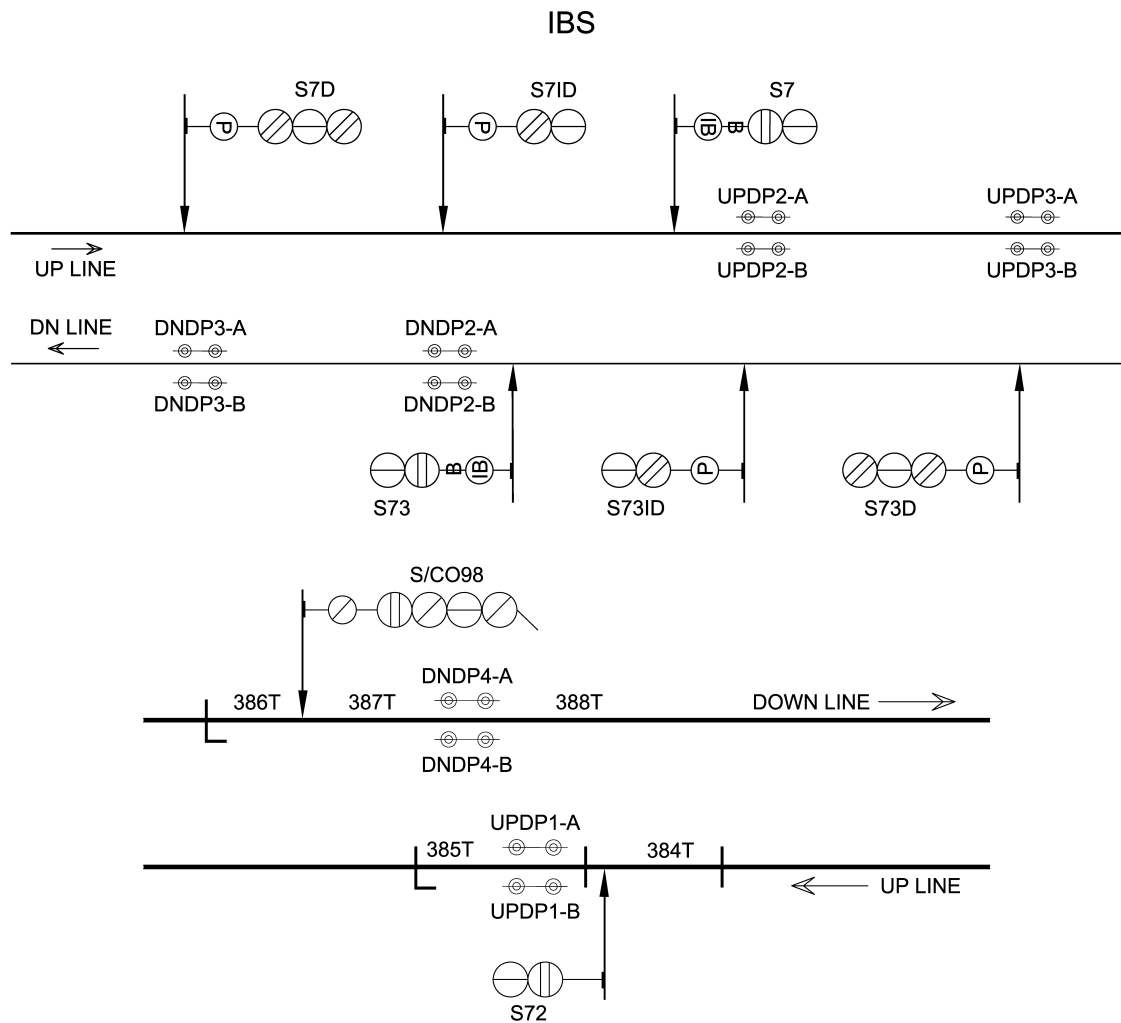 IBS
S7D
S7ID
S7
P
P
IB
B
UPDP2-A
UPDP3-A
UP LINE
UPDP2-B
UPDP3-B
DN LINE
DNDP3-A
DNDP2-A
DNDP3-B
DNDP2-B
B
IB
P
P
S73
S73ID
S73D
S/CO98
DNDP4-A
386T
387T
388T
DOWN LINE
DNDP4-B
UPDP1-A
385T
384T
UP LINE
UPDP1-B
S72